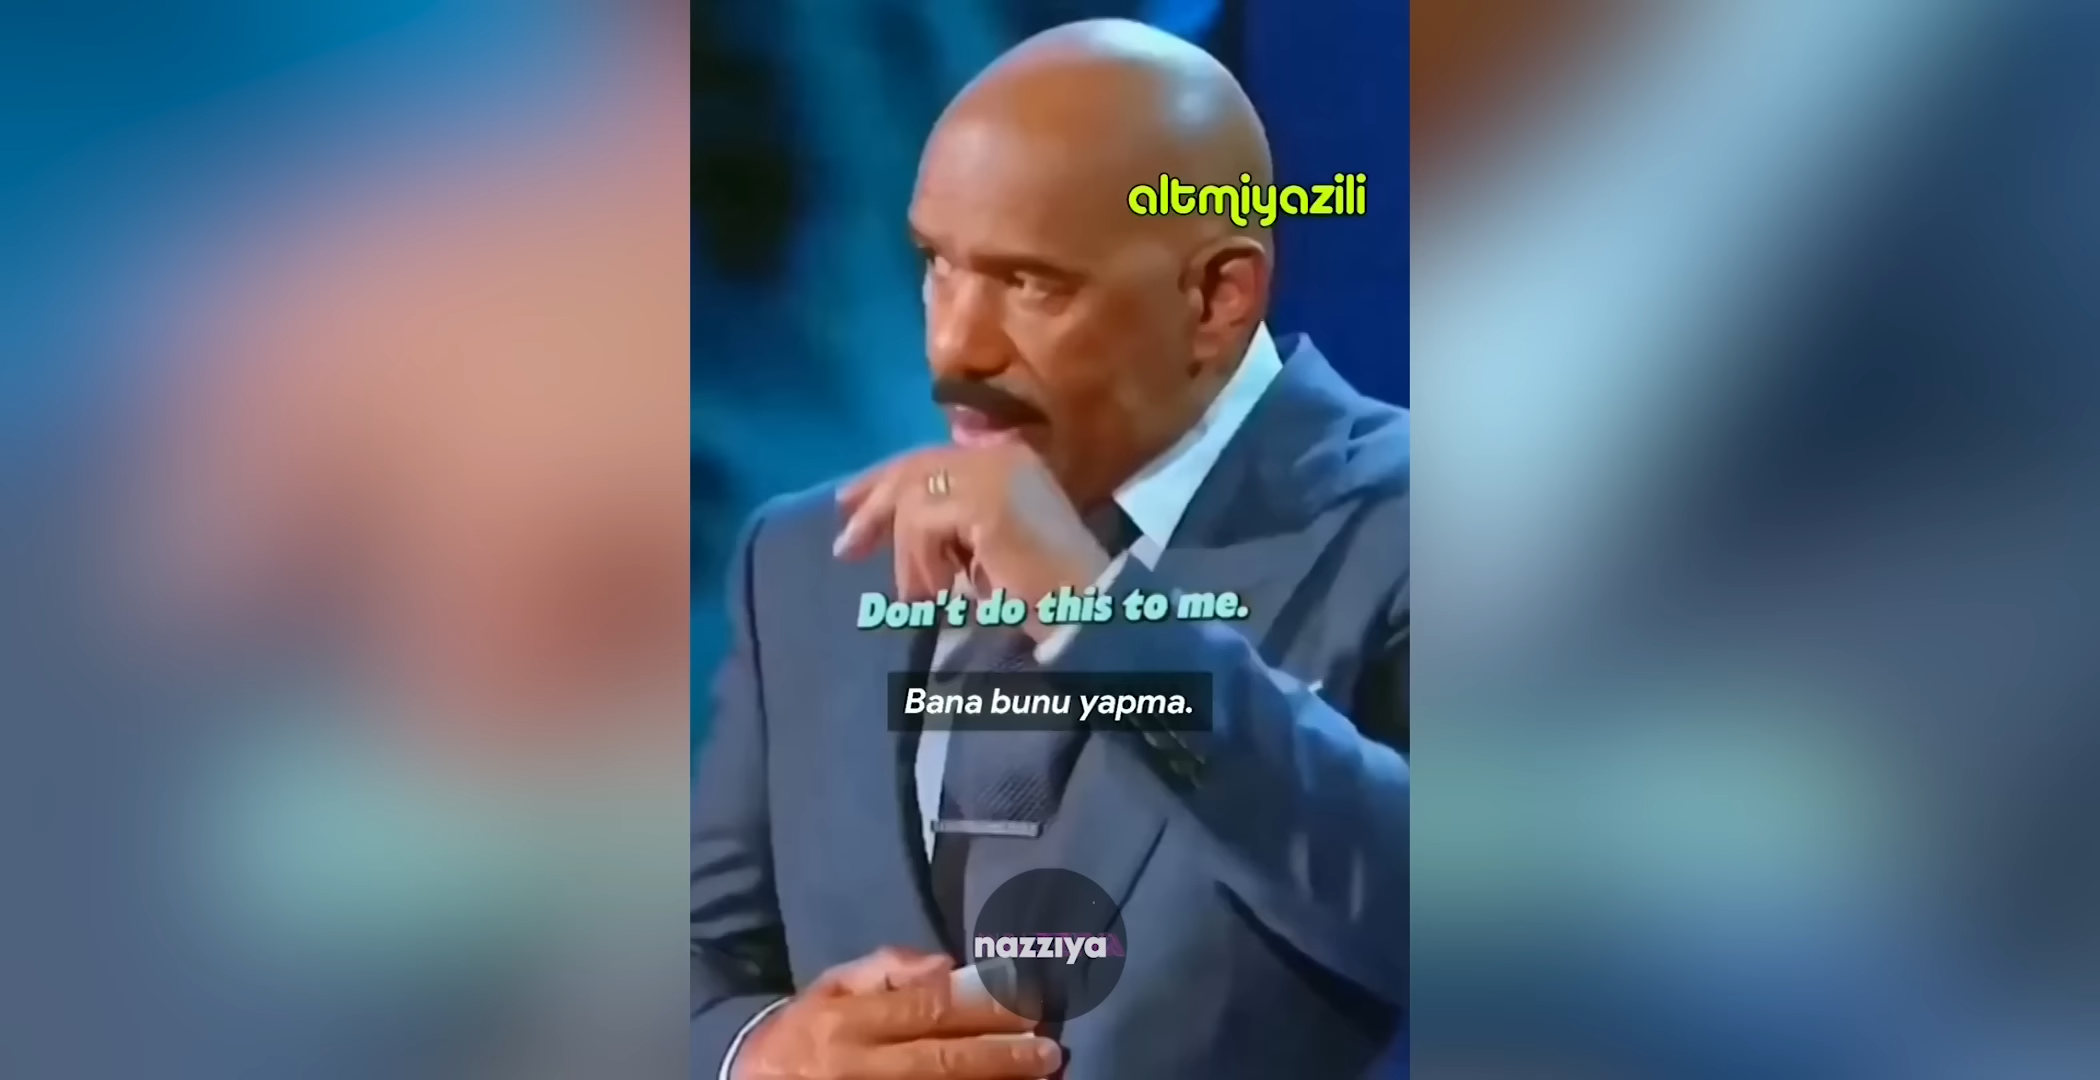 altmiyazili
Don't do this to me.
Bana bunu yapma.
nazzıya